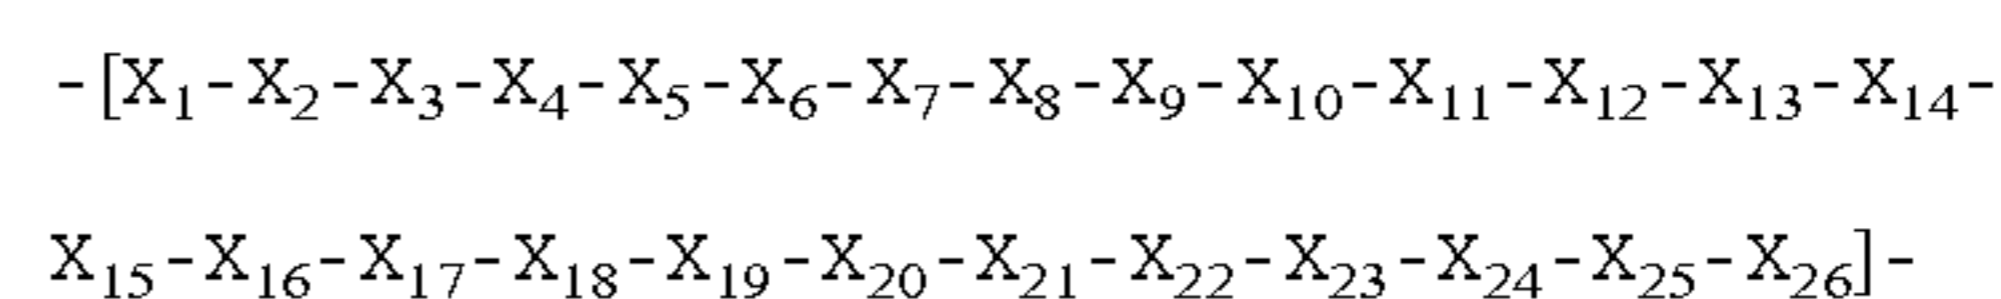 -[X₁-X₂-X₃-X₄-X₅-X₆-X₇-X₈-X₉-X₁₀-X₁₁-X₁₂-X₁₃-X₁₄-
X₁₅-X₁₆-X₁₇-X₁₈-X₁₉-X₂₀-X₂₁-X₂₂-X₂₃-X₂₄-X₂₅-X₂₆]-